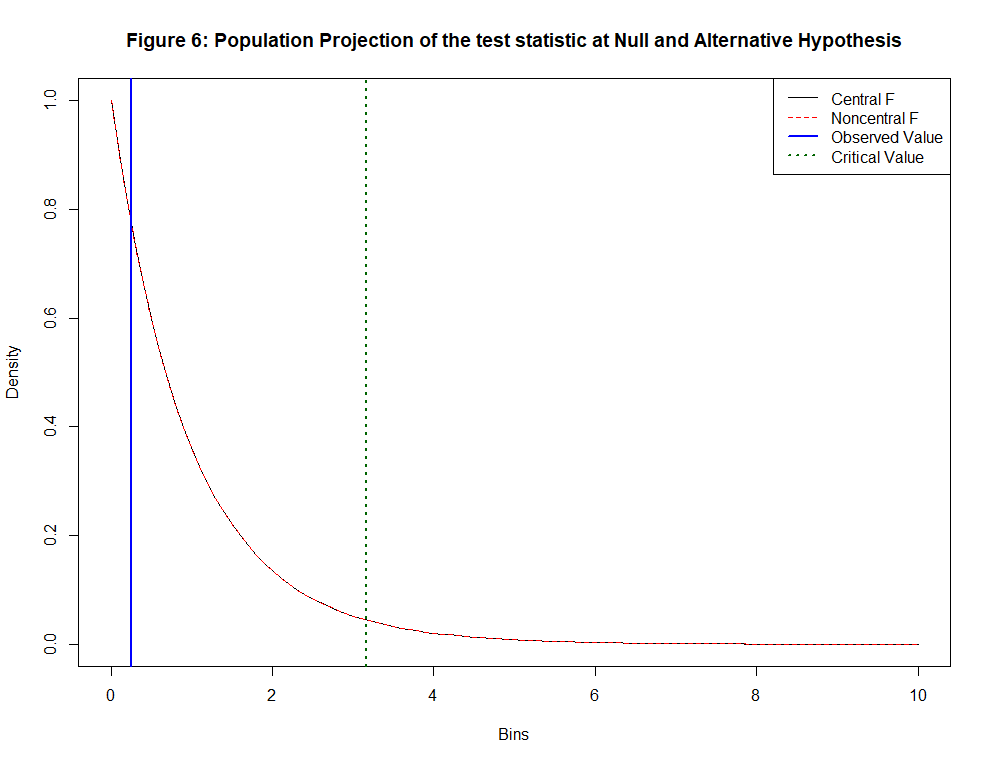 Figure 6: Population Projection of the test statistic at Null and Alternative Hypothesis
Central F
Noncentral F
Observed Value
Critical Value
1.0
0.8
0.6
0.4
0.2
0.0
Density
0 2 4 6 8 10
Bins